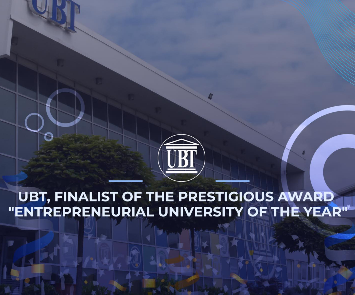 UBT
UBT
UBT, FINALIST OF THE PRESTIGIOUS AWARD
"ENTREPRENEURIAL UNIVERSITY OF THE YEAR"